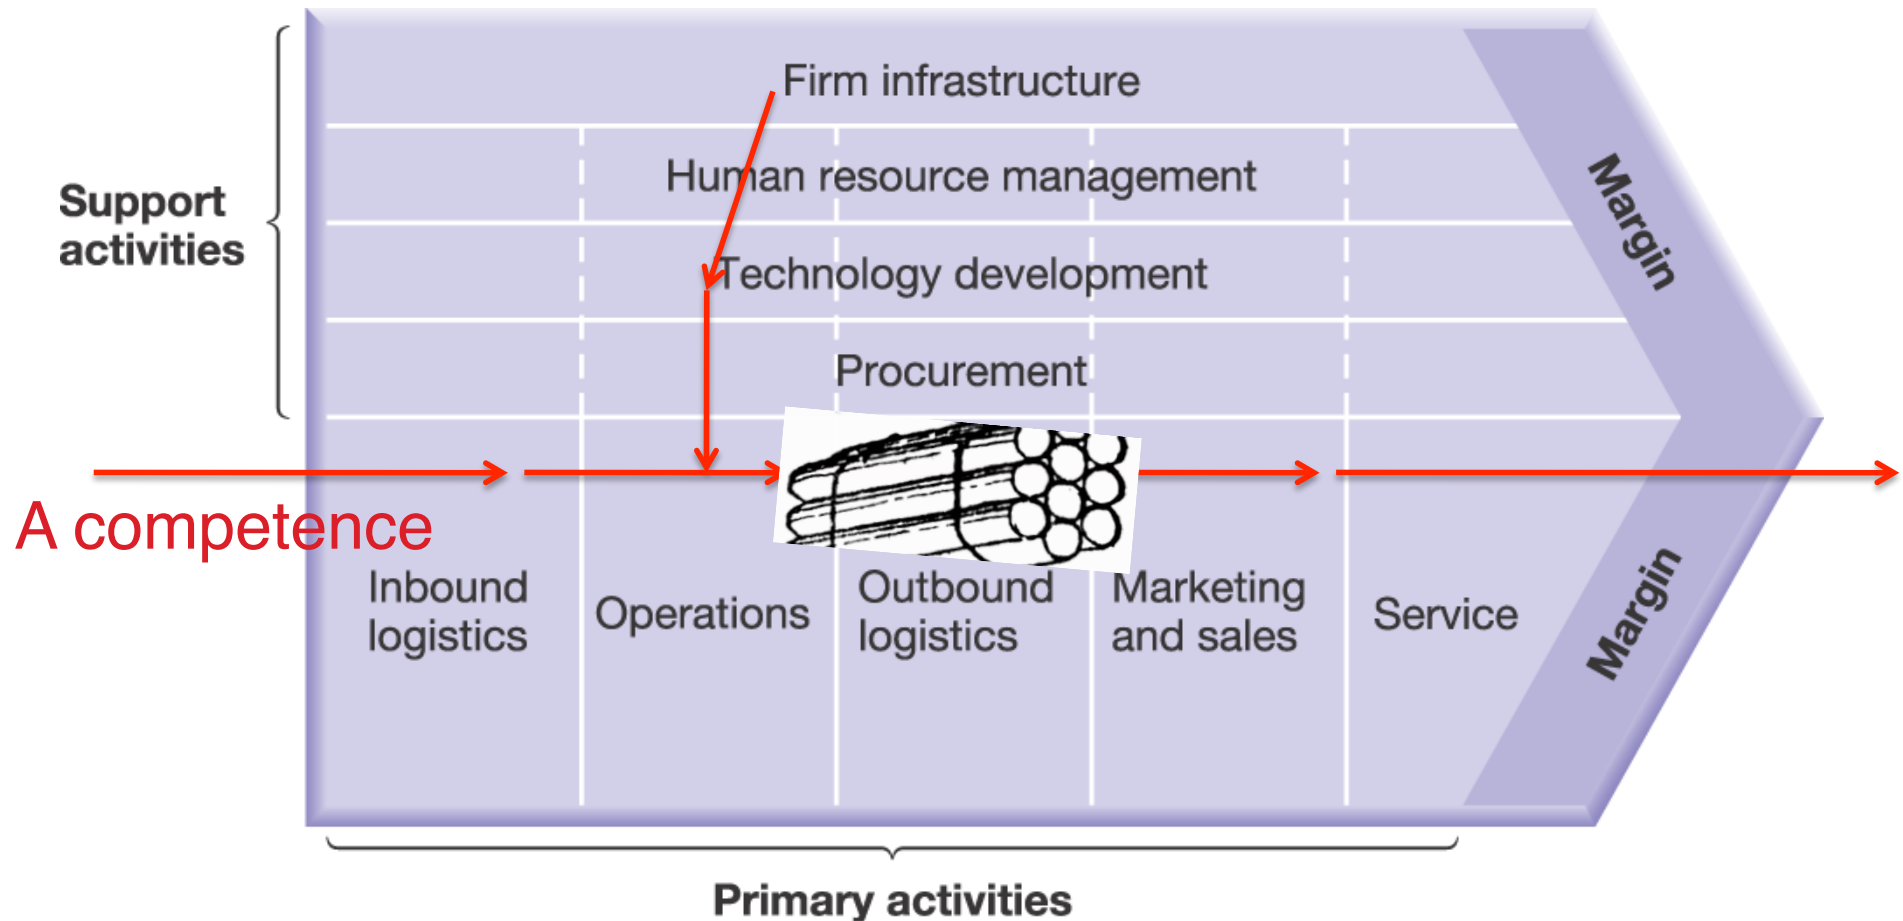 Firm infrastructure
Human resource management
Support
activities
Technology development
Procurement
Margin
A competence
Inbound
logistics
Operations
Outbound
logistics
Marketing
and sales
Service
Margin
Primary activities